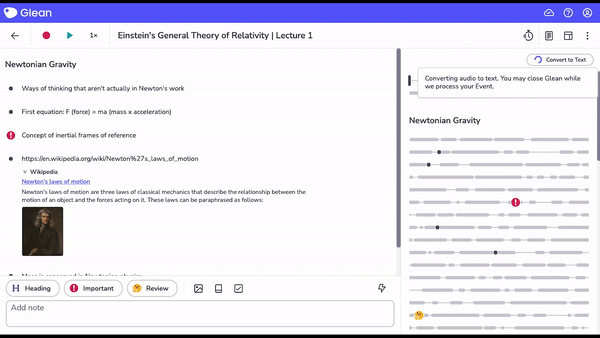 Glean
1×
Einstein's General Theory of Relativity | Lecture 1
Convert to Text
Converting audio to text. You may close Glean while
we process your Event.
Newtonian Gravity
Ways of thinking that aren't actually in Newton's work
First equation: F (force) = ma (mass x acceleration)
Concept of inertial frames of reference
https://en.wikipedia.org/wiki/Newton%27s_laws_of_motion
Wikipedia
Newton's laws of motion
Newton's laws of motion are three laws of classical mechanics that describe the relationship between the
motion of an object and the forces acting on it. These laws can be paraphrased as follows:
Newtonian Gravity
H Heading
Important
Review
Add note